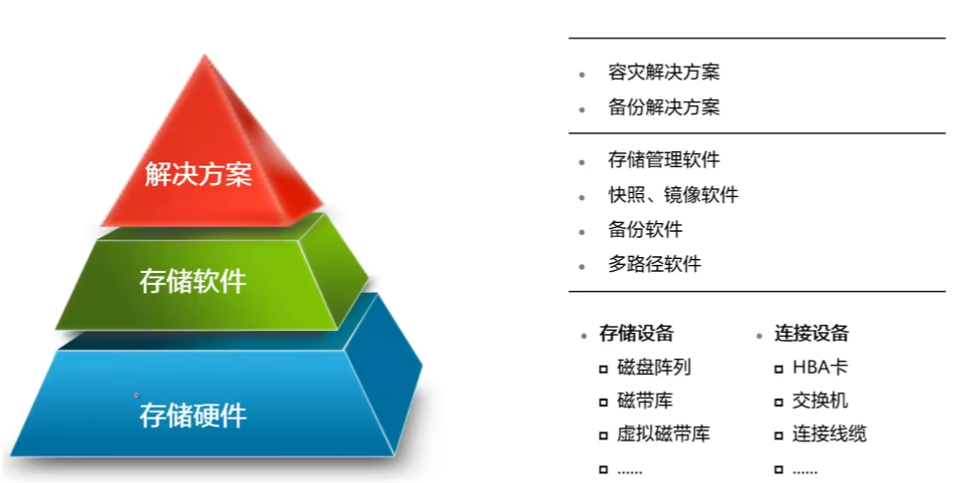 解决方案
存储软件
存储硬件
• 容灾解决方案
• 备份解决方案
• 存储管理软件
• 快照、镜像软件
• 备份软件
• 多路径软件
• 存储设备
磁盘阵列
磁带库
虚拟磁带库
......
• 连接设备
HBA卡
交换机
连接线缆
......